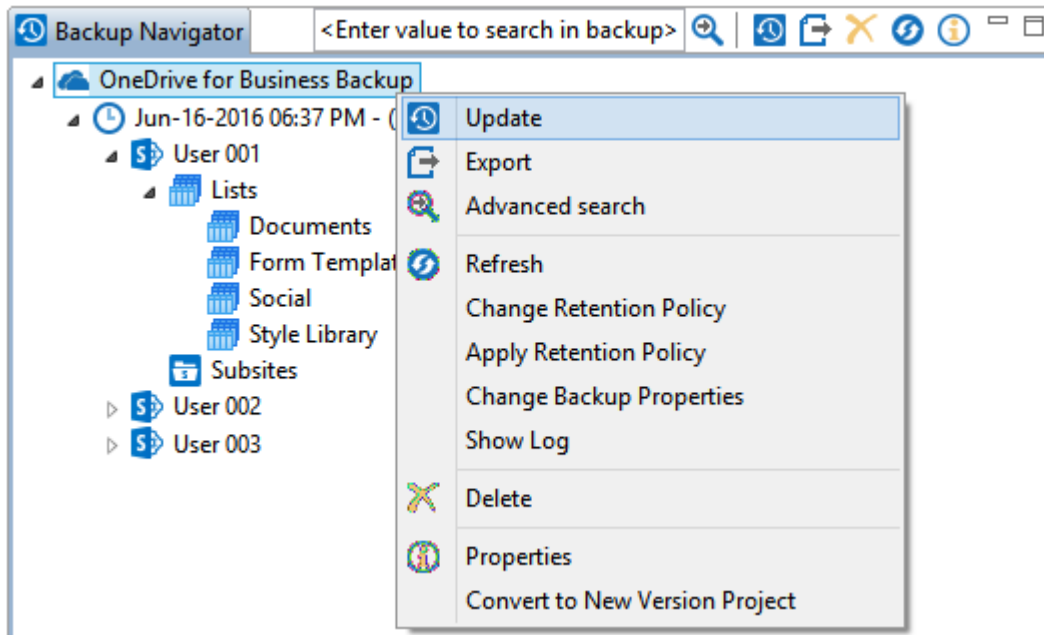 Backup Navigator
<Enter value to search in backup>
OneDrive for Business Backup
Jun-16-2016 06:37 PM - (
User 001
Lists
Documents
Form Templat
Social
Style Library
Subsites
User 002
User 003
Update
Export
Advanced search
Refresh
Change Retention Policy
Apply Retention Policy
Change Backup Properties
Show Log
Delete
Properties
Convert to New Version Project